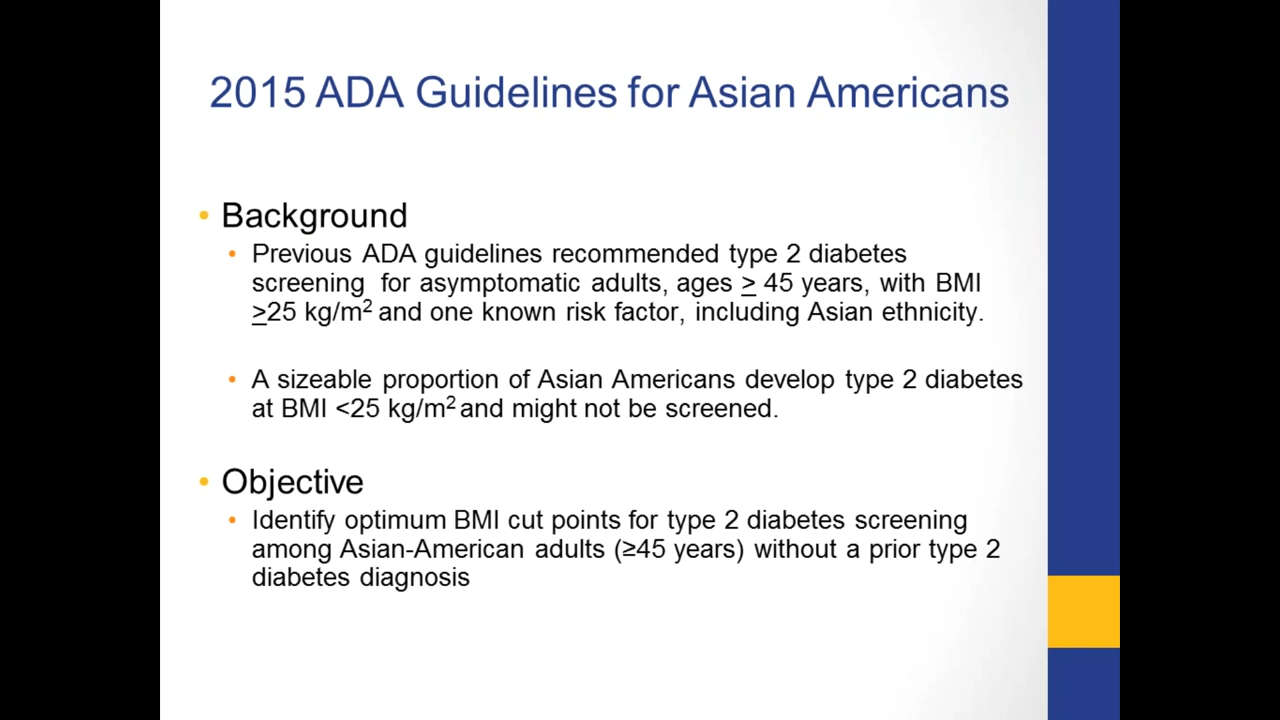 2015 ADA Guidelines for Asian Americans
• Background
• Previous ADA guidelines recommended type 2 diabetes
screening for asymptomatic adults, ages ≥ 45 years, with BMI
≥25 kg/m² and one known risk factor, including Asian ethnicity.
• A sizeable proportion of Asian Americans develop type 2 diabetes
at BMI <25 kg/m² and might not be screened.
• Objective
• Identify optimum BMI cut points for type 2 diabetes screening
among Asian-American adults (≥45 years) without a prior type 2
diabetes diagnosis